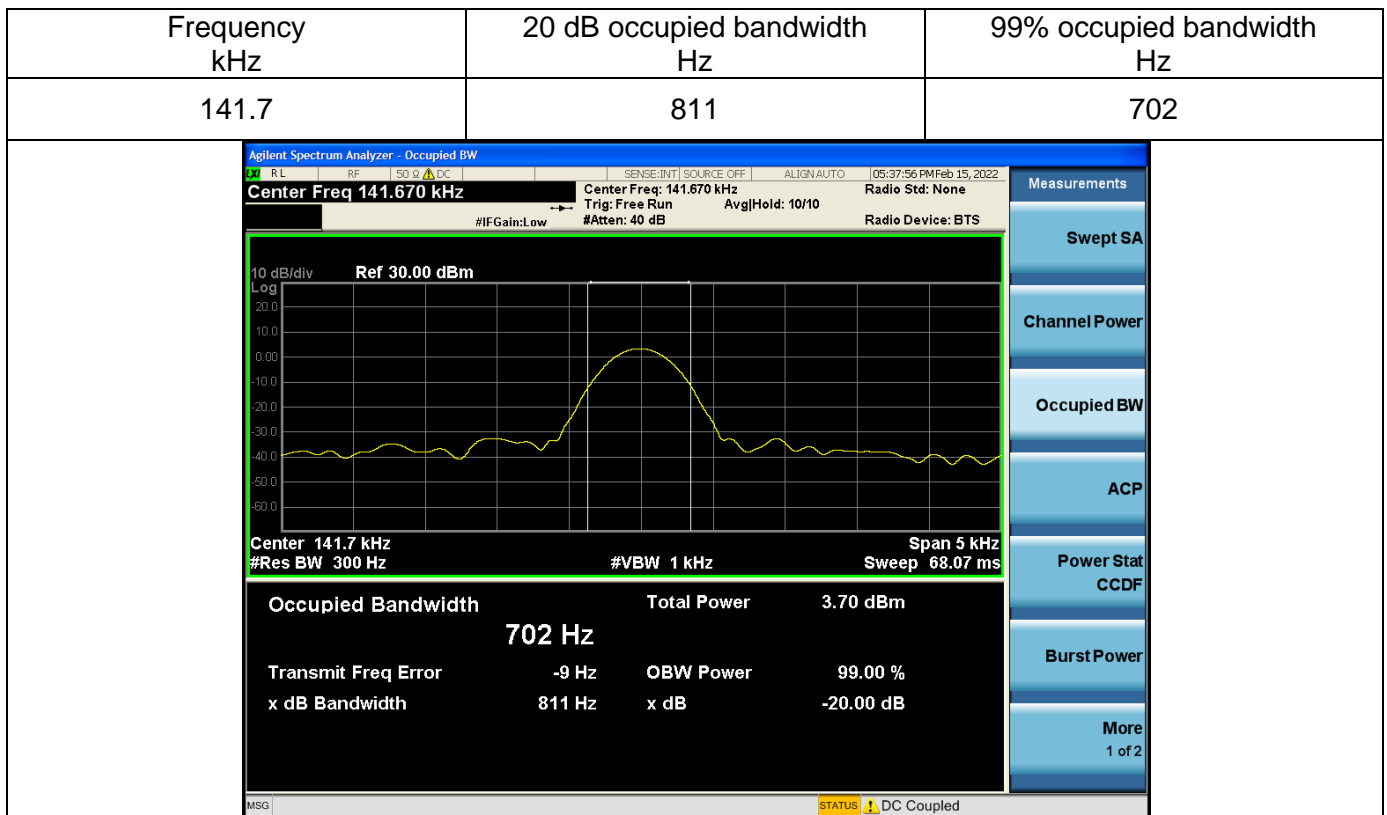 Frequency
kHz
20 dB occupied bandwidth
Hz
99% occupied bandwidth
Hz
141.7
811
702
Agilent Spectrum Analyzer - Occupied BW
LXI RL RF 50 Ω DC SENSE:INT SOURCE OFF ALIGN AUTO 05:37:56 PM Feb 15, 2022
Center Freq 141.670 kHz
Center Freq: 141.670 kHz
Radio Std: None
Trig: Free Run Avg|Hold: 10/10
#IFGain:Low
#Atten: 40 dB
Radio Device: BTS
10 dB/div Ref 30.00 dBm
Log
20.0
10.0
0.00
-10.0
-20.0
-30.0
-40.0
-50.0
-60.0
Center 141.7 kHz
Span 5 kHz
#Res BW 300 Hz
#VBW 1 kHz
Sweep 68.07 ms
Occupied Bandwidth
Total Power 3.70 dBm
702 Hz
Transmit Freq Error -9 Hz
OBW Power 99.00 %
x dB Bandwidth 811 Hz
x dB -20.00 dB
Measurements
Swept SA
Channel Power
Occupied BW
ACP
Power Stat
CCDF
Burst Power
More
1 of 2
MSG
STATUS DC Coupled